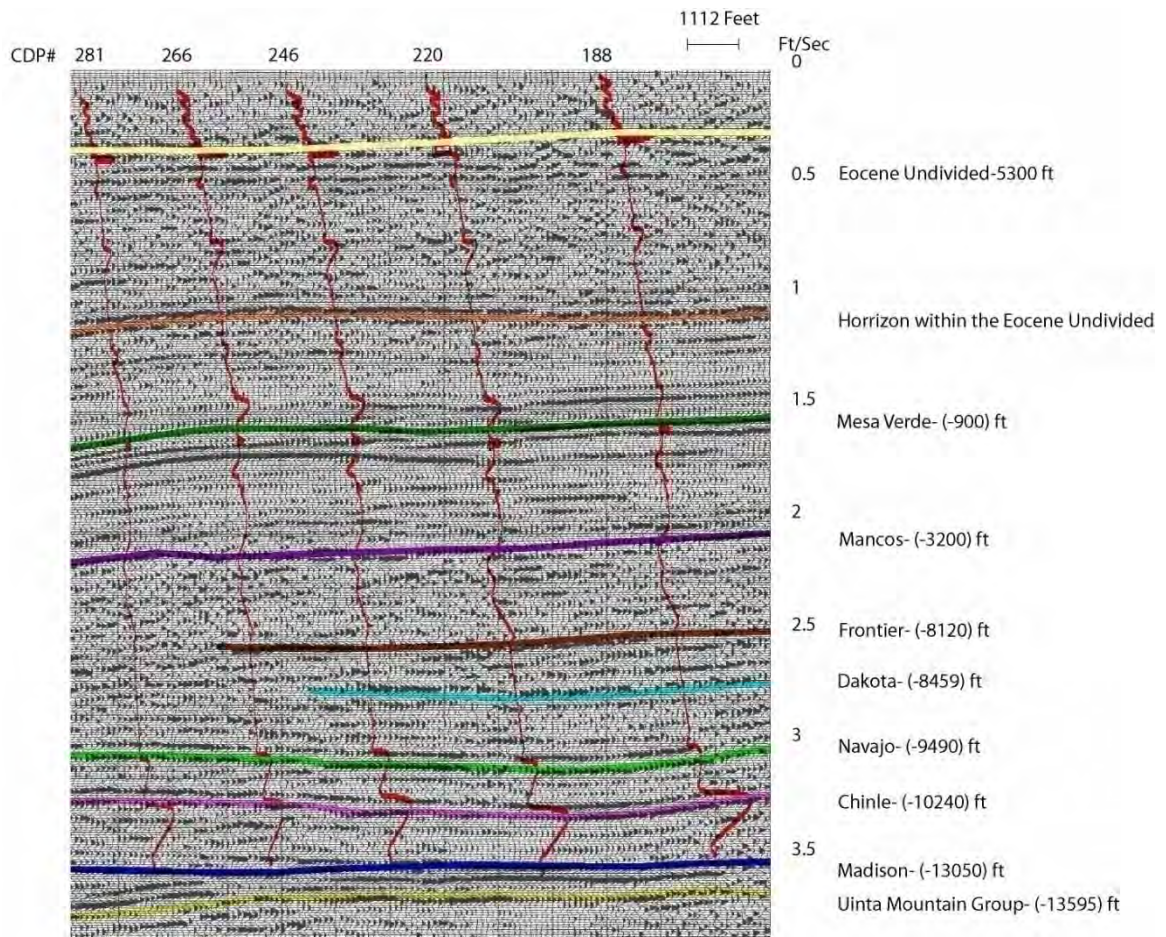 1112 Feet
CDP# 281 266 246 220 188 Ft/Sec
0
0.5 Eocene Undivided-5300 ft
1
Horrizon within the Eocene Undivided
1.5
Mesa Verde- (-900) ft
2
Mancos- (-3200) ft
2.5
Frontier- (-8120) ft
Dakota- (-8459) ft
3
Navajo- (-9490) ft
Chinle- (-10240) ft
3.5
Madison- (-13050) ft
Uinta Mountain Group- (-13595) ft